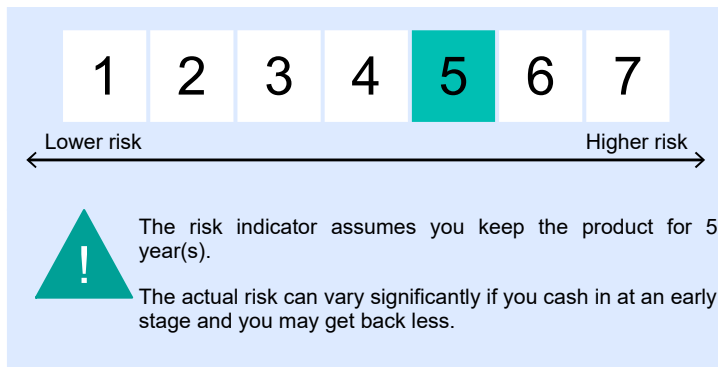 1 2 3 4 5 6 7
Lower risk Higher risk
!
The risk indicator assumes you keep the product for 5
year(s).
The actual risk can vary significantly if you cash in at an early
stage and you may get back less.